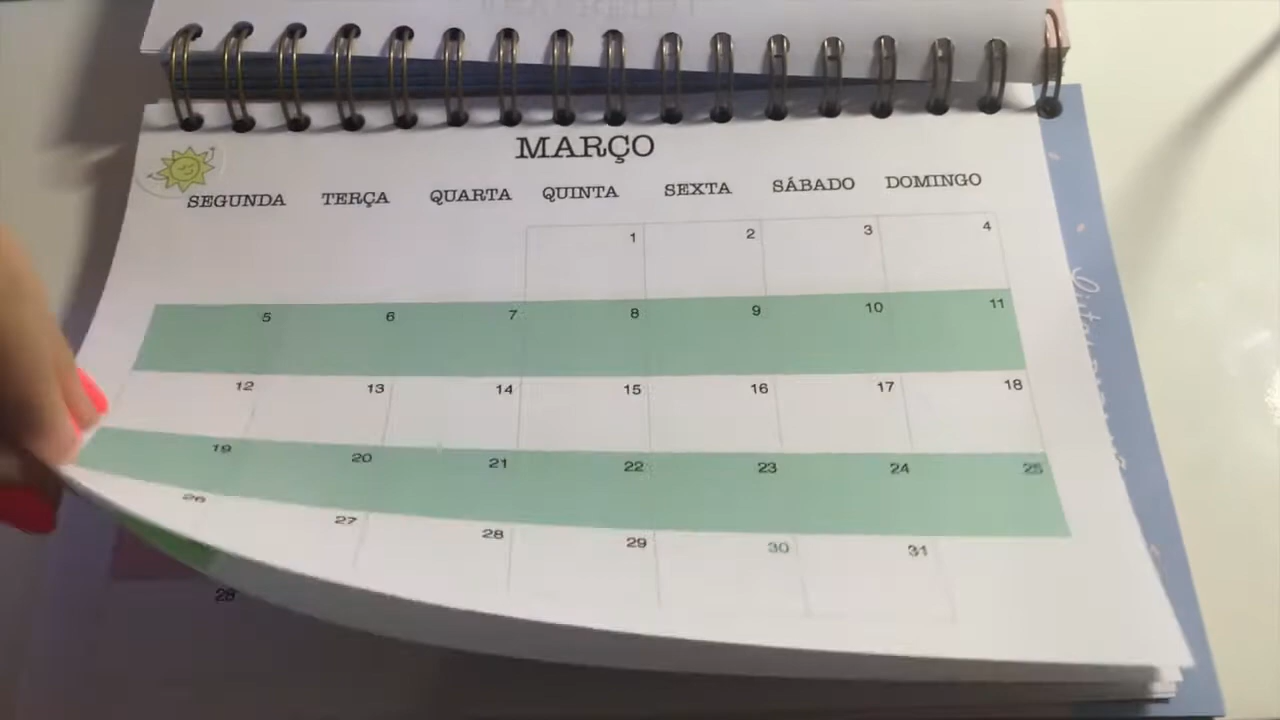 MARÇO
SEGUNDA TERÇA QUARTA QUINTA SEXTA SÁBADO DOMINGO
1 2 3 4
5 6 7 8 9 10 11
12 13 14 15 16 17 18
19 20 21 22 23 24 25
26 27 28 29 30 31
28